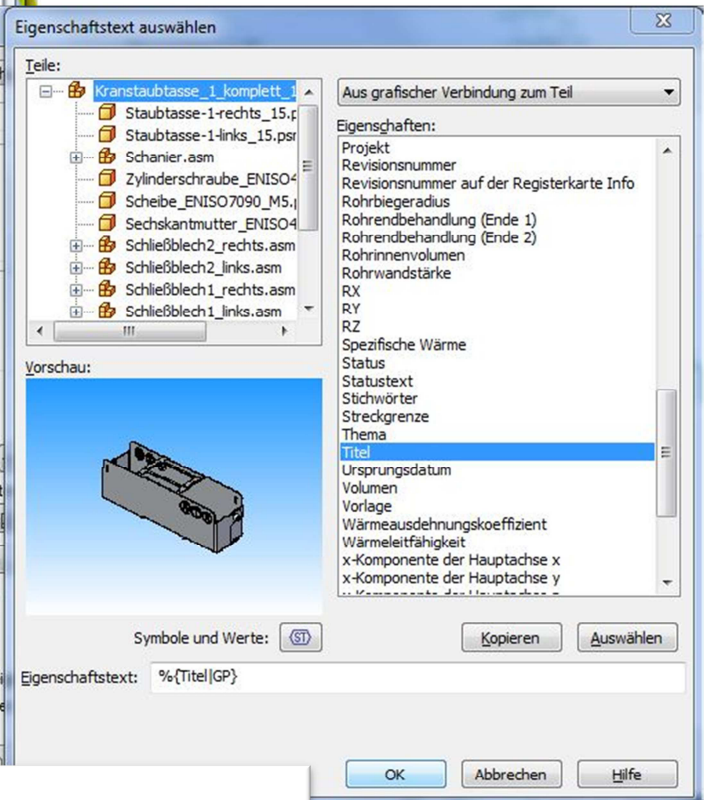 Eigenschaftstext auswählen
Teile:
Kranstaubtasse_1_komplett_1
Staubtasse-1-rechts_15.p
Staubtasse-1-links_15.psr
Schanier.asm
Zylinderschraube_ENISO4
Scheibe_ENISO7090_M5.p
Sechskantmutter_ENISO4
Schließblech2_rechts.asm
Schließblech2_links.asm
Schließblech1_rechts.asm
Schließblech1_links.asm
Vorschau:
Aus grafischer Verbindung zum Teil
Eigenschaften:
Projekt
Revisionsnummer
Revisionsnummer auf der Registerkarte Info
Rohrbiegeradius
Rohrendbehandlung (Ende 1)
Rohrendbehandlung (Ende 2)
Rohrinnenvolumen
Rohrwandstärke
RX
RY
RZ
Spezifische Wärme
Status
Statustext
Stichwörter
Streckgrenze
Thema
Titel
Ursprungsdatum
Volumen
Vorlage
Wärmeausdehnungskoeffizient
Wärmeleitfähigkeit
x-Komponente der Hauptachse x
x-Komponente der Hauptachse y
Symbole und Werte: ST
Kopieren Auswählen
Eigenschaftstext: %{Titel|GP}
OK Abbrechen Hilfe